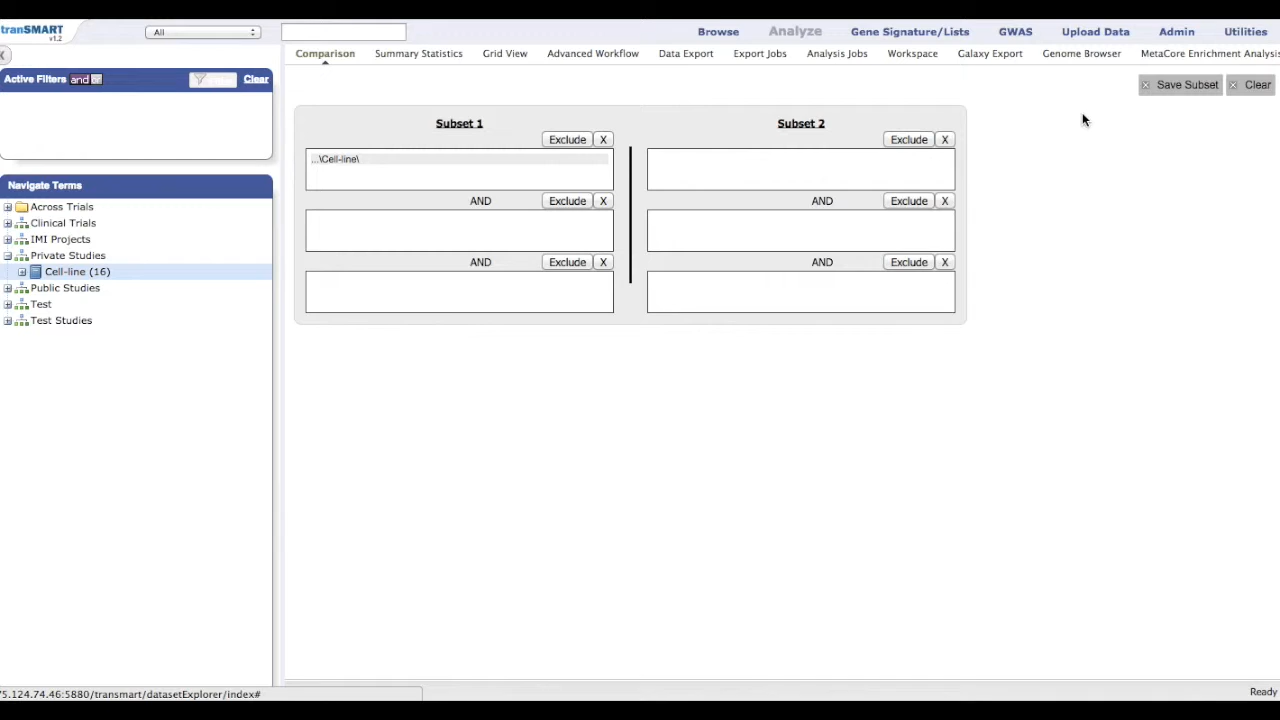 tranSMART
v1.2
All
Browse Analyze Gene Signature/Lists GWAS Upload Data Admin Utilities
Comparison Summary Statistics Grid View Advanced Workflow Data Export Export Jobs Analysis Jobs Workspace Galaxy Export Genome Browser MetaCore Enrichment Analysis
Active Filters and or Clear
Save Subset Clear
Subset 1 Subset 2
Exclude X Exclude X
...\Cell-line\
AND Exclude X AND Exclude X
AND Exclude X AND Exclude X
Navigate Terms
Across Trials
Clinical Trials
IMI Projects
Private Studies
Cell-line (16)
Public Studies
Test
Test Studies
75.124.74.46:5880/transmart/datasetExplorer/index#
Ready